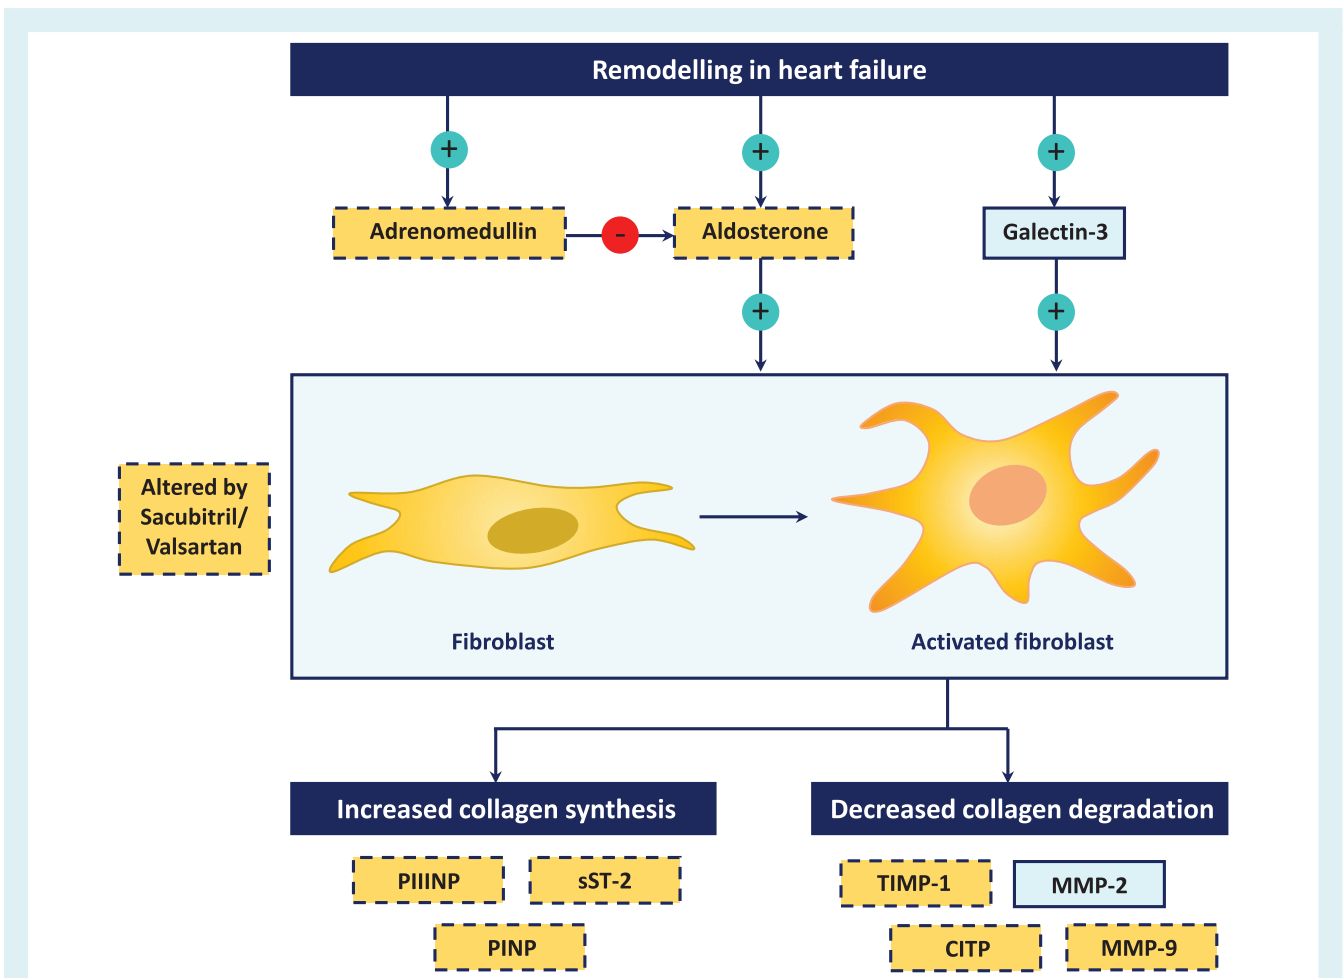 Remodelling in heart failure
+
+
+
Adrenomedullin
-
Aldosterone
Galectin-3
+
+
Altered by
Sacubitril/
Valsartan
Fibroblast
Activated fibroblast
Increased collagen synthesis
Decreased collagen degradation
PIIINP
sST-2
TIMP-1
MMP-2
PINP
CITP
MMP-9